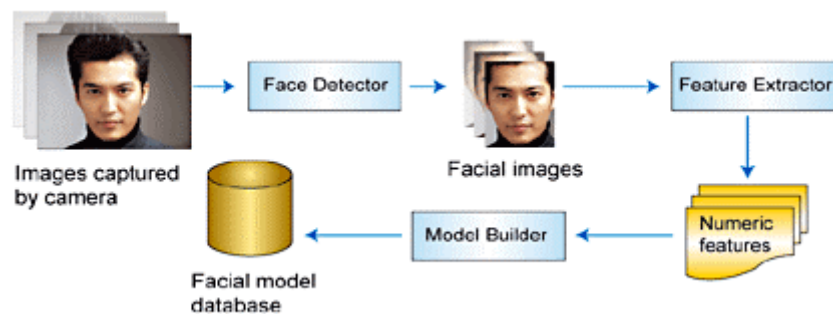 Face Detector
Feature Extractor
Images captured
by camera
Facial images
Numeric
features
Model Builder
Facial model
database